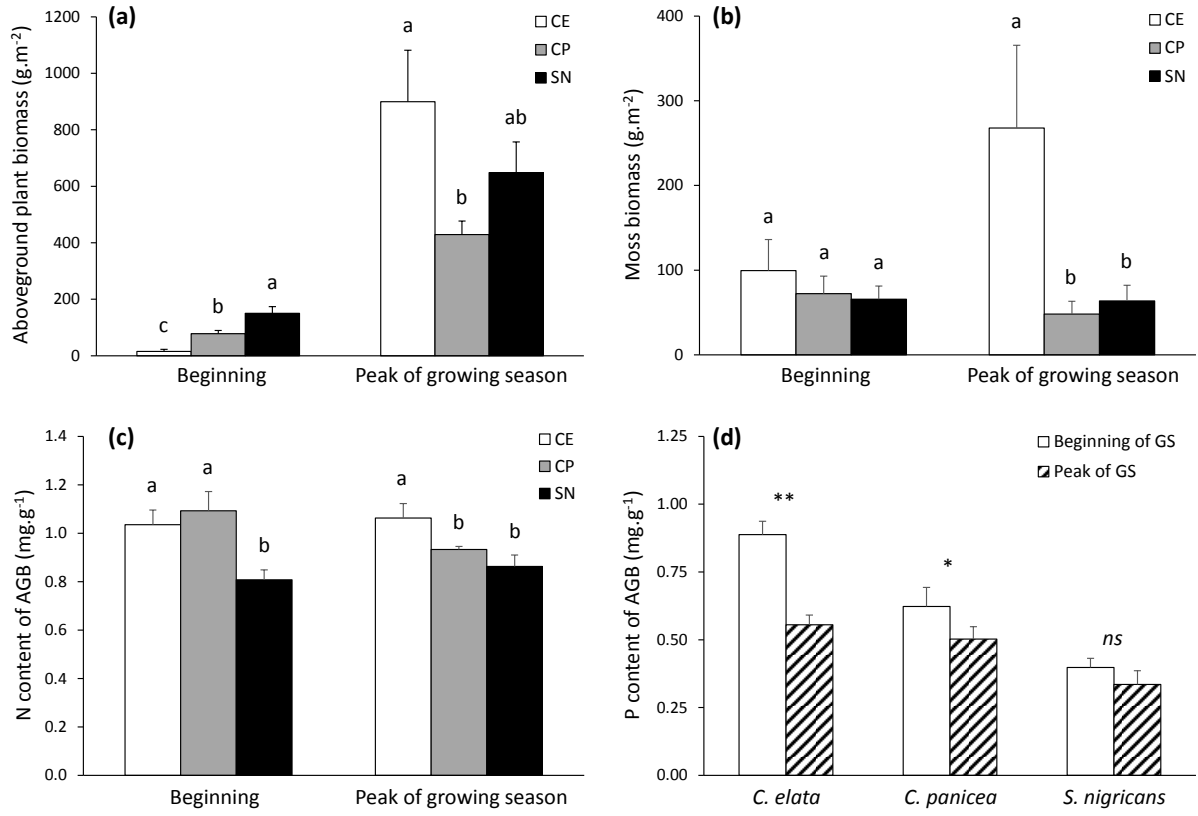 (a)
CE
CP
SN
Aboveground plant biomass (g.m-2)
1200
1000
800
600
400
200
0
c
b
a
a
b
ab
Beginning
Peak of growing season
(b)
CE
CP
SN
Moss biomass (g.m-2)
400
300
200
100
0
a
a
a
a
b
b
Beginning
Peak of growing season
(c)
CE
CP
SN
N content of AGB (mg.g-1)
1.4
1.2
1.0
0.8
0.6
0.4
0.2
0.0
a
a
b
a
b
b
Beginning
Peak of growing season
(d)
Beginning of GS
Peak of GS
P content of AGB (mg.g-1)
1.25
1.00
0.75
0.50
0.25
0.00
**
*
ns
C. elata
C. panicea
S. nigricans